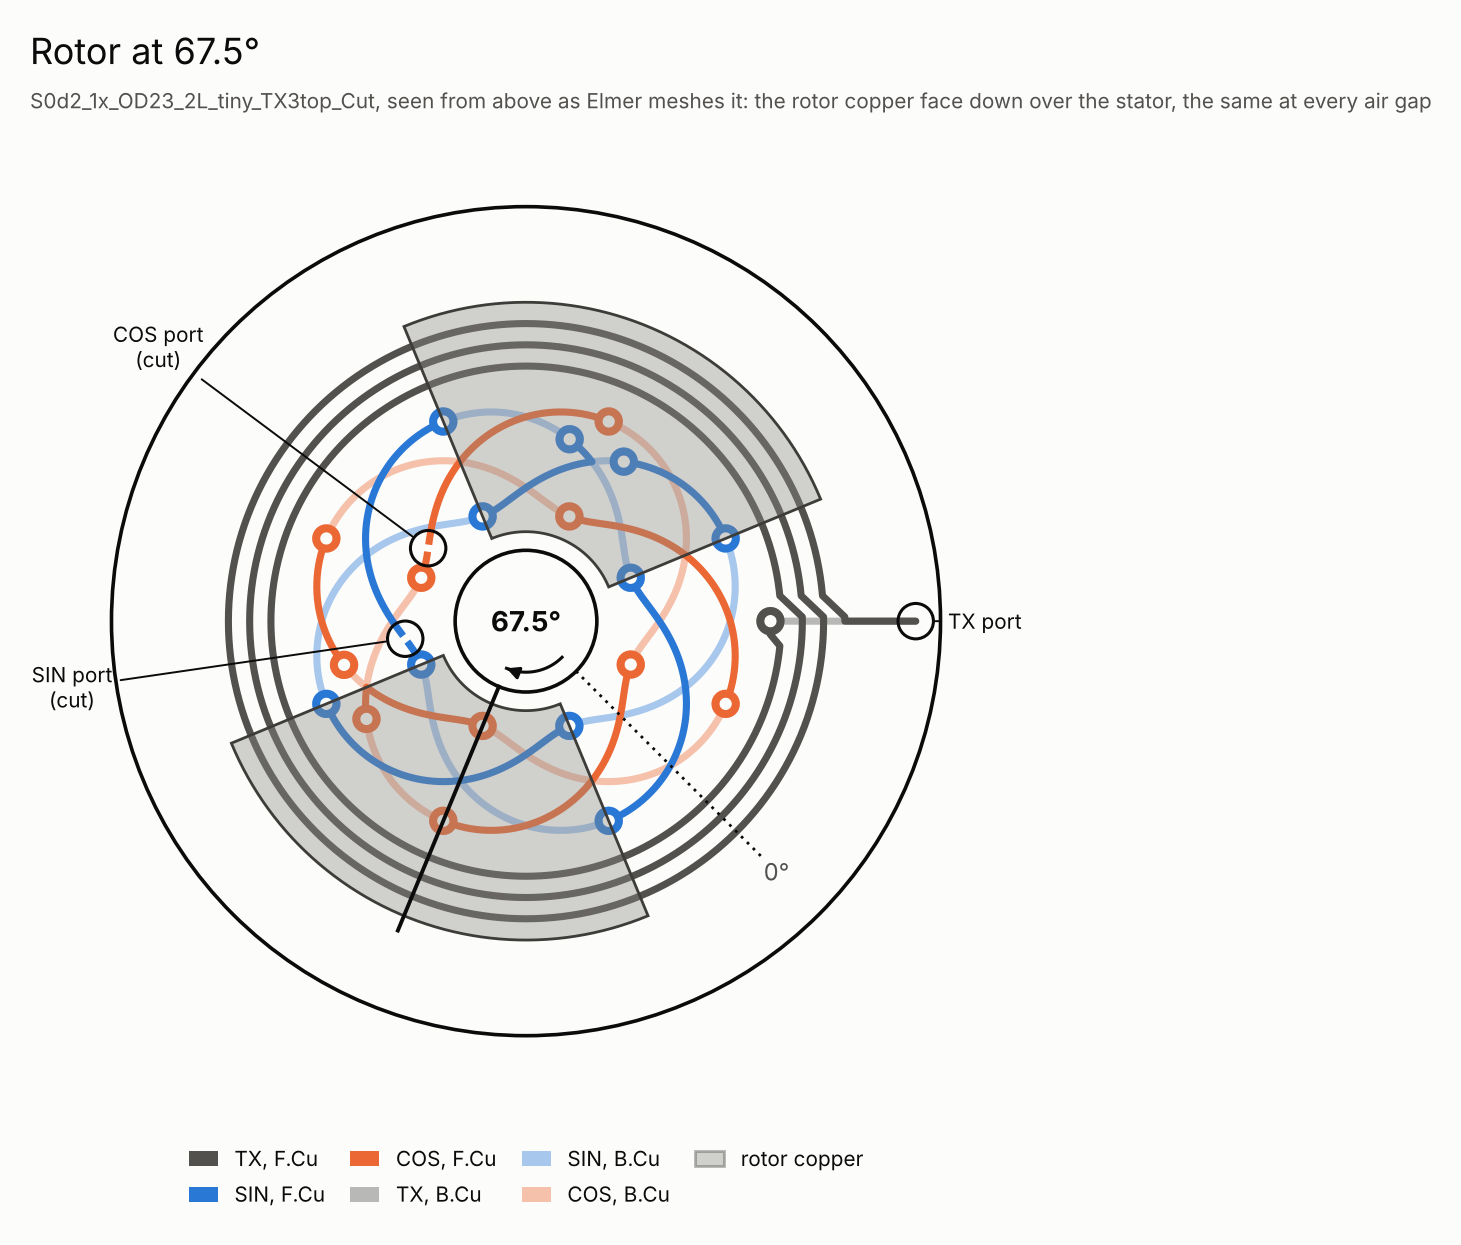 Rotor at 67.5°
S0d2_1x_OD23_2L_tiny_TX3top_Cut, seen from above as Elmer meshes it: the rotor copper face down over the stator, the same at every air gap
COS port
(cut)
67.5°
TX port
SIN port
(cut)
0°
TX, F.Cu
COS, F.Cu
SIN, B.Cu
rotor copper
SIN, F.Cu
TX, B.Cu
COS, B.Cu